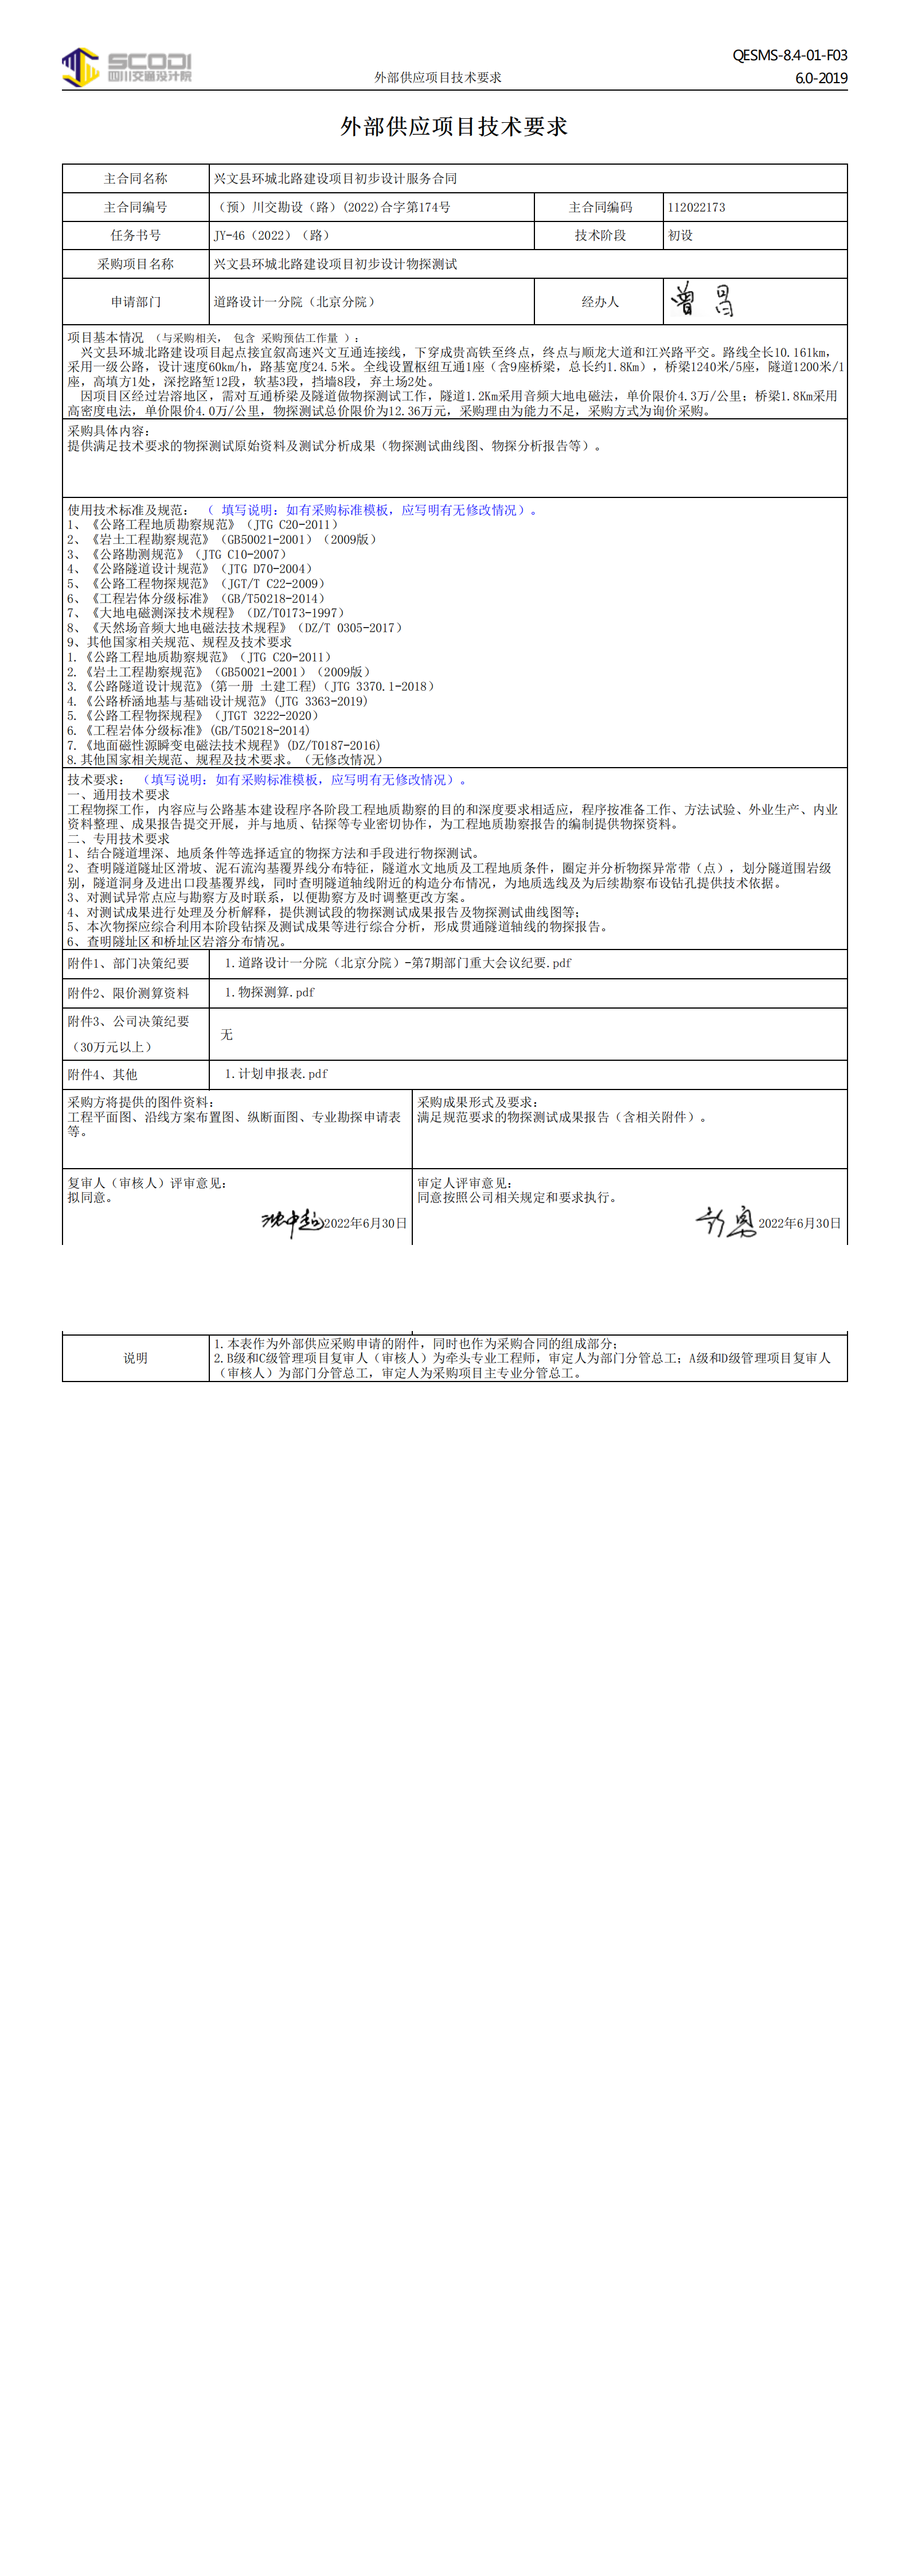 SCODI
四川交通设计院
外部供应项目技术要求
QESMS-8.4-01-F03
6.0-2019
外部供应项目技术要求
主合同名称 兴文县环城北路建设项目初步设计服务合同
主合同编号 （预）川交勘设（路）(2022)合字第174号 主合同编码 112022173
任务书号 JY-46（2022）（路） 技术阶段 初设
采购项目名称 兴文县环城北路建设项目初步设计物探测试
申请部门 道路设计一分院（北京分院） 经办人 曾昌
项目基本情况 （与采购相关， 包含 采购预估工作量 ）：
兴文县环城北路建设项目起点接宜叙高速兴文互通连接线，下穿成贵高铁至终点，终点与顺龙大道和江兴路平交。路线全长10.161km，
采用一级公路，设计速度60km/h，路基宽度24.5米。全线设置枢纽互通1座（含9座桥梁，总长约1.8Km），桥梁1240米/5座，隧道1200米/1
座，高填方1处，深挖路堑12段，软基3段，挡墙8段，弃土场2处。
因项目区经过岩溶地区，需对互通桥梁及隧道做物探测试工作，隧道1.2Km采用音频大地电磁法，单价限价4.3万/公里；桥梁1.8Km采用
高密度电法，单价限价4.0万/公里，物探测试总价限价为12.36万元，采购理由为能力不足，采购方式为询价采购。
采购具体内容：
提供满足技术要求的物探测试原始资料及测试分析成果（物探测试曲线图、物探分析报告等）。
使用技术标准及规范： （ 填写说明：如有采购标准模板，应写明有无修改情况）。
1、《公路工程地质勘察规范》（JTG C20-2011）
2、《岩土工程勘察规范》（GB50021-2001）（2009版）
3、《公路勘测规范》（JTG C10-2007）
4、《公路隧道设计规范》（JTG D70-2004）
5、《公路工程物探规范》（JGT/T C22-2009）
6、《工程岩体分级标准》（GB/T50218-2014）
7、《大地电磁测深技术规程》（DZ/T0173-1997）
8、《天然场音频大地电磁法技术规程》（DZ/T 0305-2017）
9、其他国家相关规范、规程及技术要求
1.《公路工程地质勘察规范》（JTG C20-2011）
2.《岩土工程勘察规范》（GB50021-2001）（2009版）
3.《公路隧道设计规范》(第一册 土建工程)（JTG 3370.1-2018）
4.《公路桥涵地基与基础设计规范》(JTG 3363-2019)
5.《公路工程物探规程》（JTGT 3222-2020）
6.《工程岩体分级标准》(GB/T50218-2014)
7.《地面磁性源瞬变电磁法技术规程》(DZ/T0187-2016)
8.其他国家相关规范、规程及技术要求。（无修改情况）
技术要求： （填写说明：如有采购标准模板，应写明有无修改情况）。
一、通用技术要求
工程物探工作，内容应与公路基本建设程序各阶段工程地质勘察的目的和深度要求相适应，程序按准备工作、方法试验、外业生产、内业
资料整理、成果报告提交开展，并与地质、钻探等专业密切协作，为工程地质勘察报告的编制提供物探资料。
二、专用技术要求
1、结合隧道埋深、地质条件等选择适宜的物探方法和手段进行物探测试。
2、查明隧道隧址区滑坡、泥石流沟基覆界线分布特征，隧道水文地质及工程地质条件，圈定并分析物探异常带（点），划分隧道围岩级
别，隧道洞身及进出口段基覆界线，同时查明隧道轴线附近的构造分布情况，为地质选线及为后续勘察布设钻孔提供技术依据。
3、对测试异常点应与勘察方及时联系，以便勘察方及时调整更改方案。
4、对测试成果进行处理及分析解释，提供测试段的物探测试成果报告及物探测试曲线图等；
5、本次物探应综合利用本阶段钻探及测试成果等进行综合分析，形成贯通隧道轴线的物探报告。
6、查明隧址区和桥址区岩溶分布情况。
附件1、部门决策纪要 1.道路设计一分院（北京分院）-第7期部门重大会议纪要.pdf
附件2、限价测算资料 1.物探测算.pdf
附件3、公司决策纪要
（30万元以上） 无
附件4、其他 1.计划申报表.pdf
采购方将提供的图件资料：
工程平面图、沿线方案布置图、纵断面图、专业勘探申请表
等。
采购成果形式及要求：
满足规范要求的物探测试成果报告（含相关附件）。
复审人（审核人）评审意见：
拟同意。
2022年6月30日
审定人评审意见：
同意按照公司相关规定和要求执行。
2022年6月30日
说明
1.本表作为外部供应采购申请的附件，同时也作为采购合同的组成部分；
2.B级和C级管理项目复审人（审核人）为牵头专业工程师，审定人为部门分管总工；A级和D级管理项目复审人
（审核人）为部门分管总工，审定人为采购项目主专业分管总工。